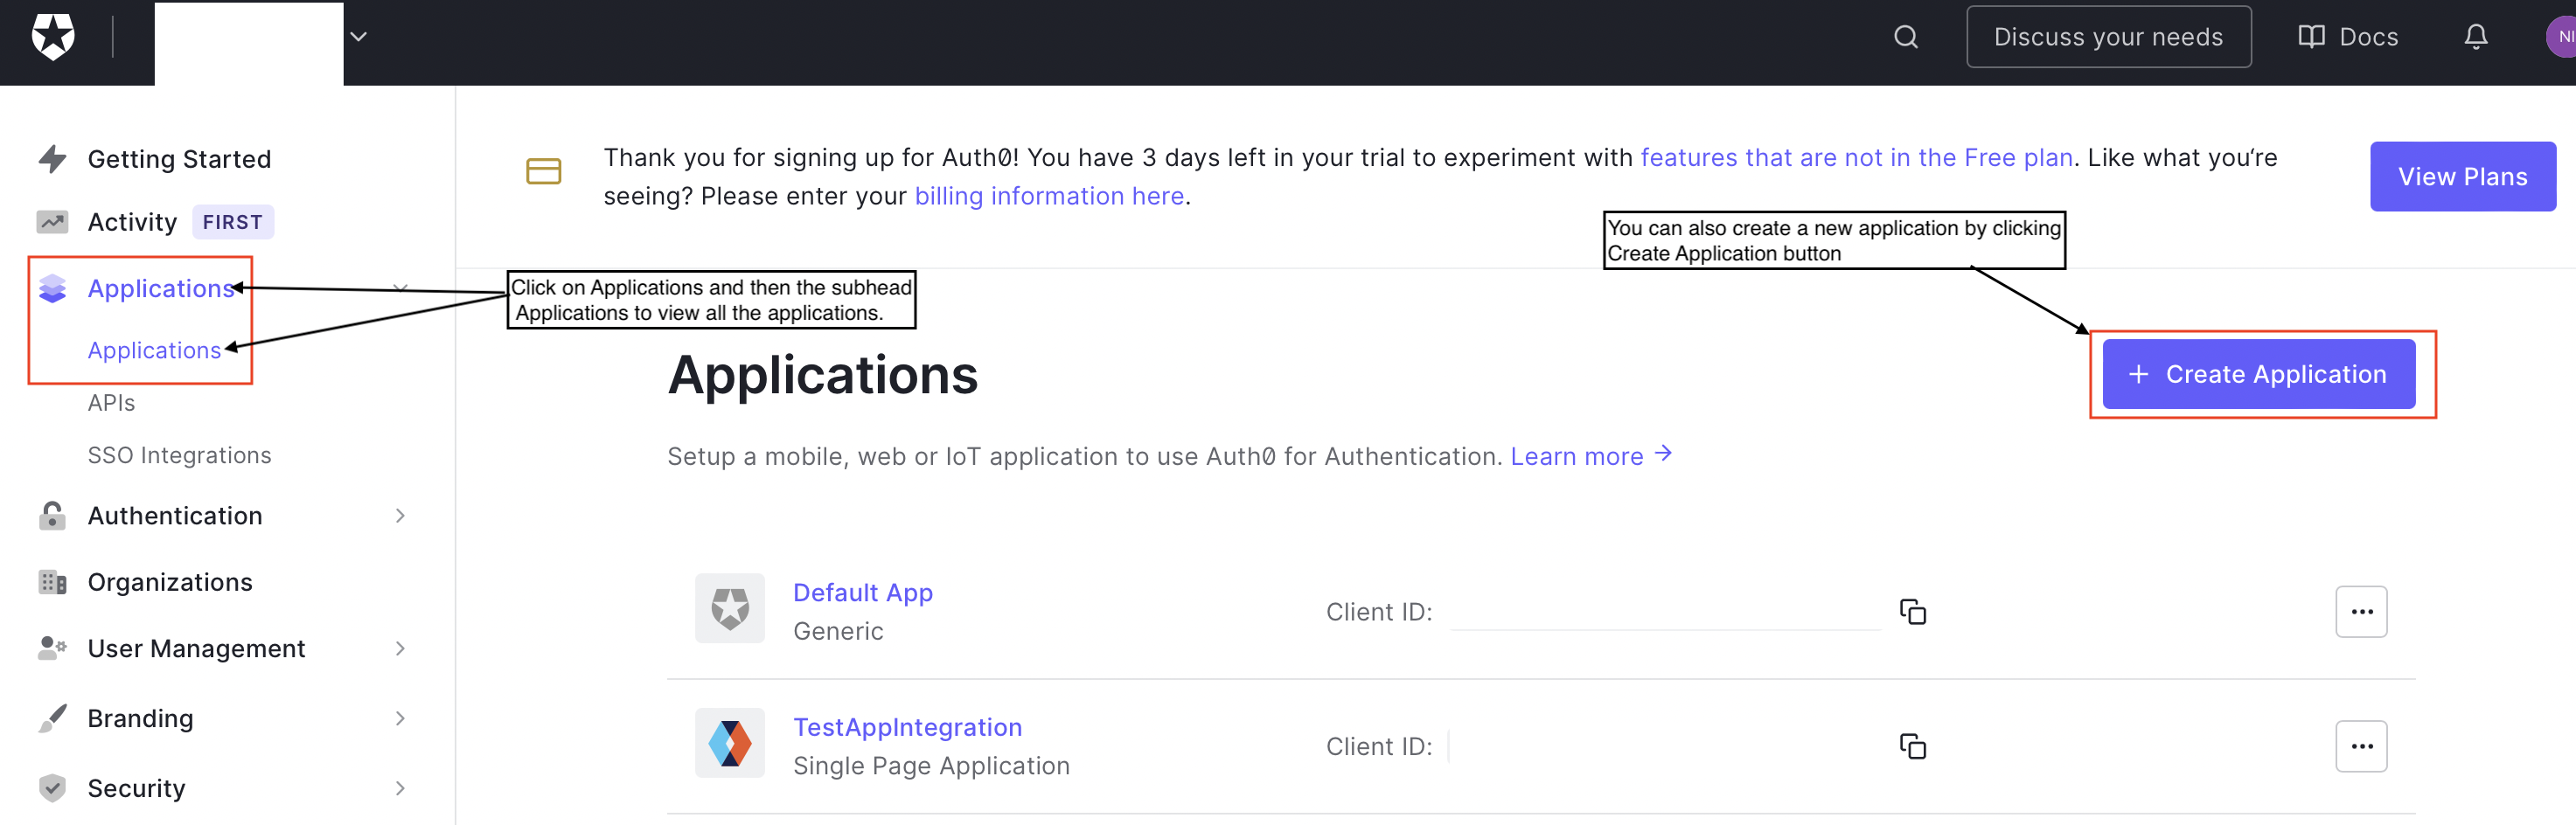 Discuss your needs
Docs
NI
Getting Started
Activity FIRST
Applications
Applications
APIs
SSO Integrations
Authentication
Organizations
User Management
Branding
Security
Thank you for signing up for Auth0! You have 3 days left in your trial to experiment with features that are not in the Free plan. Like what you’re
seeing? Please enter your billing information here.
View Plans
You can also create a new application by clicking
Create Application button
Click on Applications and then the subhead
Applications to view all the applications.
Applications
+ Create Application
Setup a mobile, web or IoT application to use Auth0 for Authentication. Learn more →
Default App
Generic
Client ID:
TestAppIntegration
Single Page Application
Client ID: